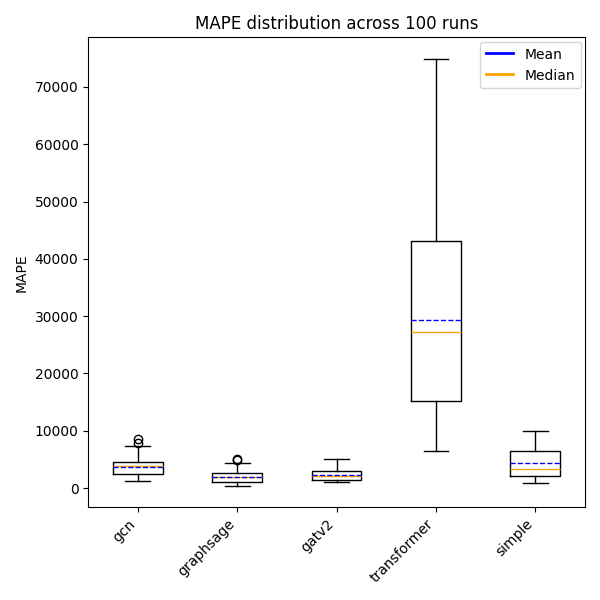 MAPE distribution across 100 runs
Mean
Median
MAPE
70000
60000
50000
40000
30000
20000
10000
0
gcn
graphsage
gatv2
transformer
simple